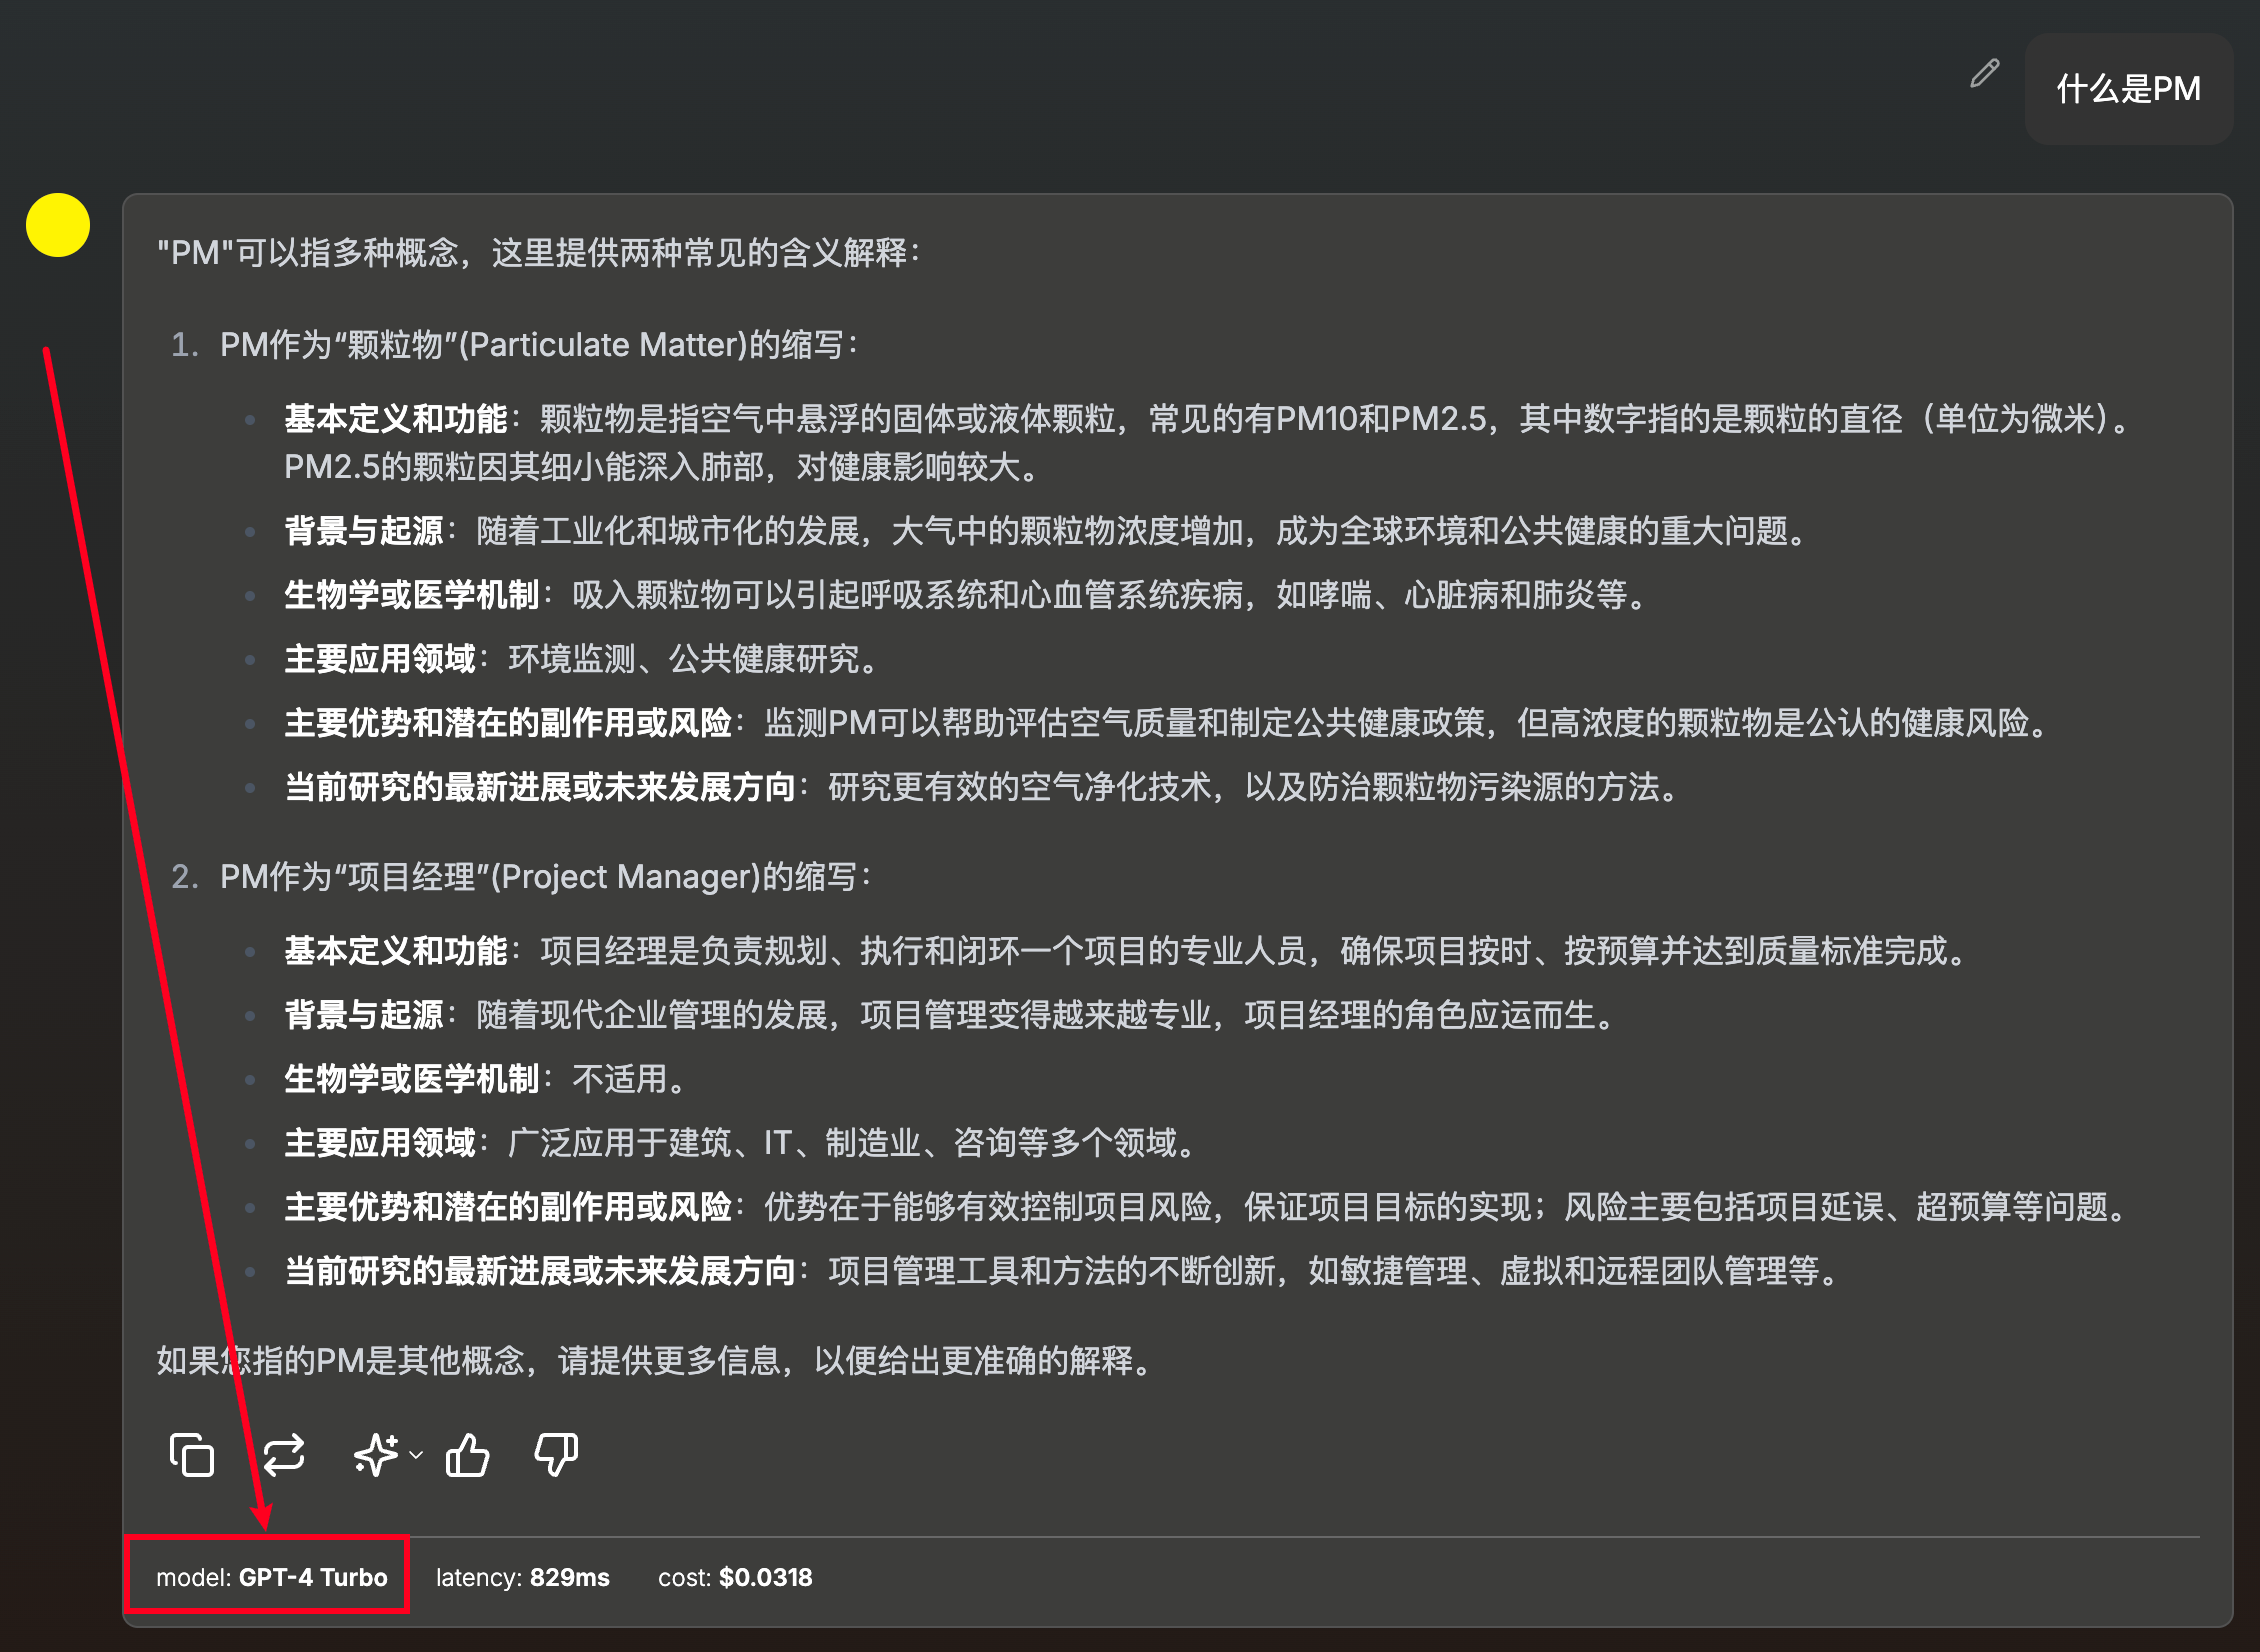 什么是PM
"PM"可以指多种概念，这里提供两种常见的含义解释：
1. PM作为“颗粒物”(Particulate Matter)的缩写：
基本定义和功能：颗粒物是指空气中悬浮的固体或液体颗粒，常见的有PM10和PM2.5，其中数字指的是颗粒的直径（单位为微米）。
PM2.5的颗粒因其细小能深入肺部，对健康影响较大。
背景与起源：随着工业化和城市化的发展，大气中的颗粒物浓度增加，成为全球环境和公共健康的重大问题。
生物学或医学机制：吸入颗粒物可以引起呼吸系统和心血管系统疾病，如哮喘、心脏病和肺炎等。
主要应用领域：环境监测、公共健康研究。
主要优势和潜在的副作用或风险：监测PM可以帮助评估空气质量和制定公共健康政策，但高浓度的颗粒物是公认的健康风险。
当前研究的最新进展或未来发展方向：研究更有效的空气净化技术，以及防治颗粒物污染源的方法。
2. PM作为“项目经理”(Project Manager)的缩写：
基本定义和功能：项目经理是负责规划、执行和闭环一个项目的专业人员，确保项目按时、按预算并达到质量标准完成。
背景与起源：随着现代企业管理的发展，项目管理变得越来越专业，项目经理的角色应运而生。
生物学或医学机制：不适用。
主要应用领域：广泛应用于建筑、IT、制造业、咨询等多个领域。
主要优势和潜在的副作用或风险：优势在于能够有效控制项目风险，保证项目目标的实现；风险主要包括项目延误、超预算等问题。
当前研究的最新进展或未来发展方向：项目管理工具和方法的不断创新，如敏捷管理、虚拟和远程团队管理等。
如果您指的PM是其他概念，请提供更多信息，以便给出更准确的解释。
model: GPT-4 Turbo latency: 829ms cost: $0.0318